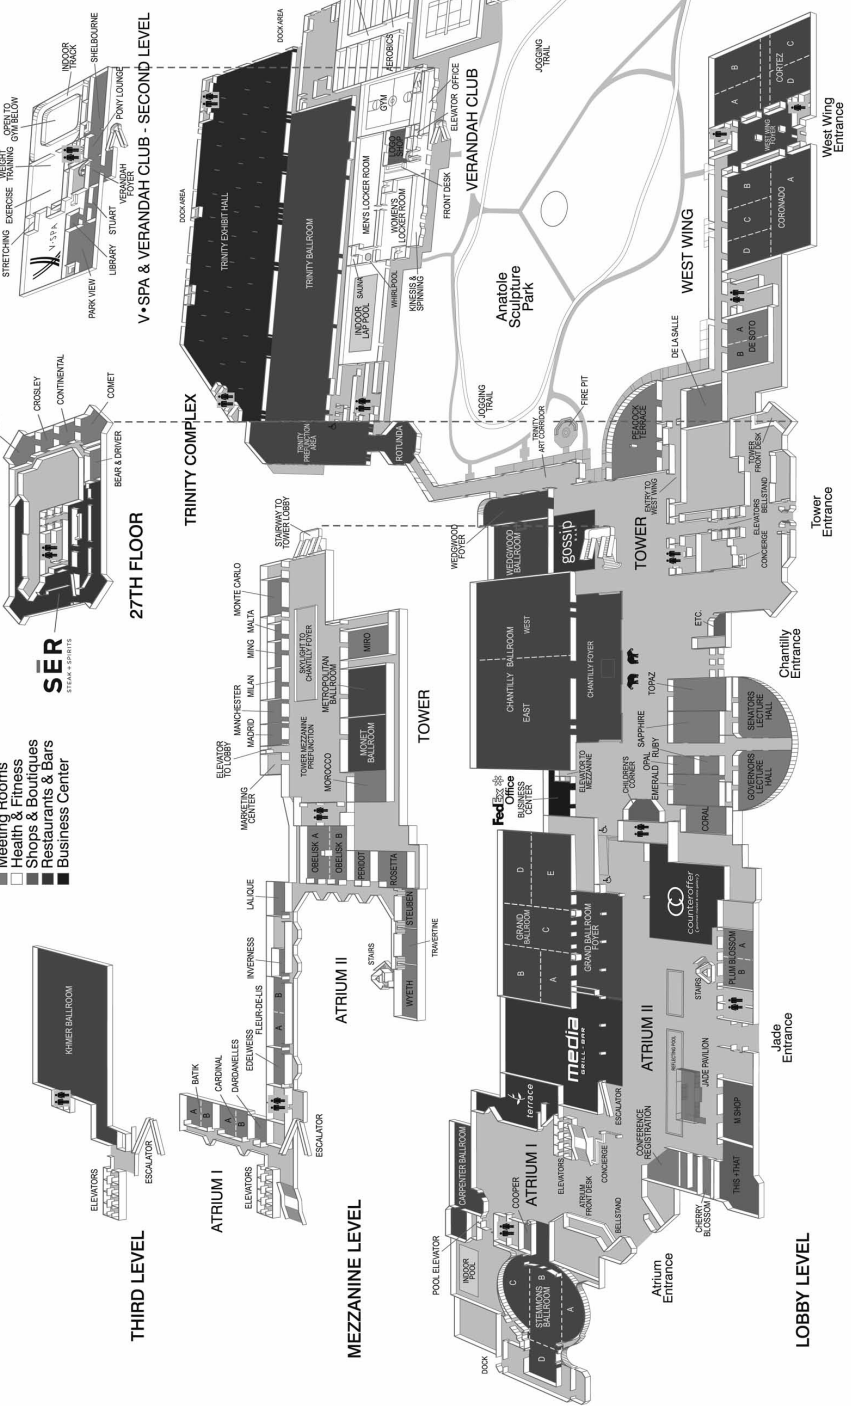 Meeting Rooms
Health & Fitness
Shops & Boutiques
Restaurants & Bars
Business Center
SĒR
STEAK + SPIRITS
27TH FLOOR
CROSLEY
CONTINENTAL
COMET
BEAR & DRIVER
STRETCHING
EXERCISE
WEIGHT
TRAINING
OPEN TO
GYM BELOW
INDOOR
TRACK
SHELBOURNE
PONY LOUNGE
VERANDAH
FOYER
STUART
LIBRARY
PARK VIEW
V•SPA
V•SPA & VERANDAH CLUB - SECOND LEVEL
THIRD LEVEL
KHMER BALLROOM
ELEVATORS
ESCALATOR
MEZZANINE LEVEL
ATRIUM I
ELEVATORS
ESCALATOR
BATIK
A
B
CARDINAL
A
B
DARDANELLES
EDELWEISS
FLEUR-DE-LIS
A
B
INVERNESS
LALIQUE
ATRIUM II
STAIRS
WYETH
STEUBEN
TRAVERTINE
OBELISK A
OBELISK B
PERIDOT
ROSETTA
MARKETING
CENTER
ELEVATOR
TO LOBBY
MADRID
MANCHESTER
MILAN
MING
MALTA
MONTE CARLO
STAIRWAY TO
TOWER LOBBY
TOWER MEZZANINE
PREFUNCTION
SKYLIGHT TO
CHANTILLY FOYER
MOROCCO
MONET
BALLROOM
METROPOLITAN
BALLROOM
MIRO
TOWER
TRINITY COMPLEX
DOCK AREA
DOCK AREA
TRINITY EXHIBIT HALL
TRINITY BALLROOM
TRINITY
PREFUNCTION
AREA
ROTUNDA
INDOOR
LAP POOL
SAUNA
WHIRLPOOL
MEN'S LOCKER ROOM
WOMEN'S
LOCKER ROOM
KINESIS &
SPINNING
GYM
AEROBICS
LOGO
SHOP
FRONT DESK
ELEVATOR
OFFICE
VERANDAH CLUB
JOGGING
TRAIL
JOGGING
TRAIL
Anatole
Sculpture
Park
FIRE PIT
TRINITY
ART CORRIDOR
LOBBY LEVEL
DOCK
STEMMONS
BALLROOM
A
B
C
D
INDOOR
POOL
POOL ELEVATOR
CARPENTER BALLROOM
COOPER
ATRIUM I
ELEVATORS
ESCALATOR
CONCIERGE
ATRIUM
FRONT DESK
BELLSTAND
Atrium
Entrance
CONFERENCE
REGISTRATION
CHERRY
BLOSSOM
THIS +THAT
M SHOP
terrace
media
GRILL + BAR
ATRIUM II
REFLECTING POOL
JADE PAVILION
Jade
Entrance
STAIRS
PLUM BLOSSOM
A
B
GRAND
BALLROOM
A
B
C
D
E
GRAND BALLROOM
FOYER
counteroffer
FedEx
Office
BUSINESS
CENTER
ELEVATOR TO
MEZZANINE
CHILDREN'S
CORNER
CORAL
EMERALD
OPAL
RUBY
SAPPHIRE
TOPAZ
GOVERNORS
LECTURE
HALL
SENATORS
LECTURE
HALL
Chantilly
Entrance
CHANTILLY BALLROOM
EAST
WEST
CHANTILLY FOYER
ETC.
WEDGWOOD
FOYER
WEDGWOOD
BALLROOM
gossip
BAR
TOWER
ENTRY TO
WEST WING
PEACOCK
TERRACE
CONCIERGE
ELEVATORS
BELLSTAND
TOWER
FRONT DESK
Tower
Entrance
WEST WING
DE LA SALLE
DE SOTO
A
B
CORONADO
A
B
C
D
WEST WING
FOYER
CORTEZ
A
B
C
D
West Wing
Entrance